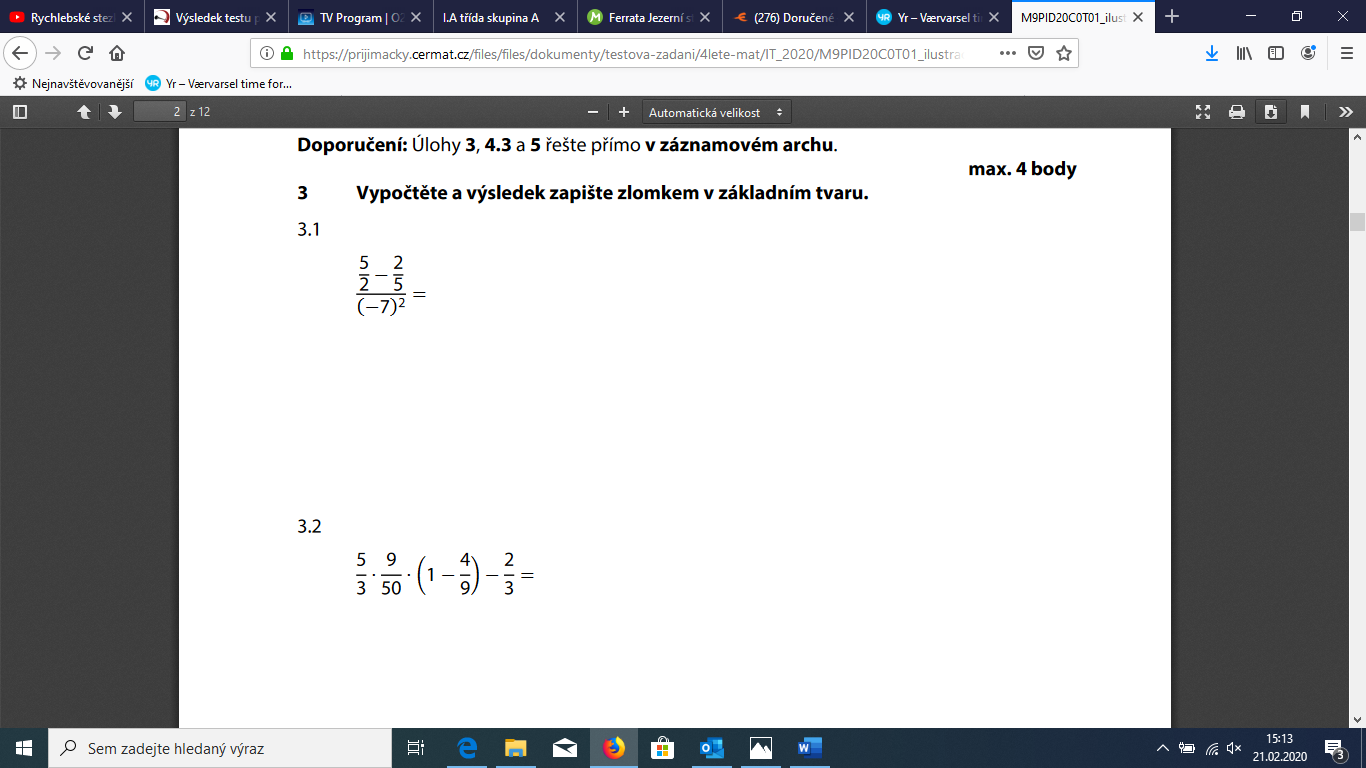 Rychlebské stez
Výsledek testu p
TV Program | O2
I.A třída skupina A
Ferrata Jezerní s
(276) Doručené
Yr – Værvarsel ti
M9PID20C0T01_ilust
https://prijimacky.cermat.cz/files/files/dokumenty/testova-zadani/4lete-mat/IT_2020/M9PID20C0T01_ilustra
Nejnavštěvovanější
Yr – Værvarsel time for...
2 z 12
Automatická velikost
Doporučení: Úlohy 3, 4.3 a 5 řešte přímo v záznamovém archu.
max. 4 body
3 Vypočtěte a výsledek zapište zlomkem v základním tvaru.
3.1
5/2 − 2/5
(−7)² =
3.2
5/3 · 9/50 · (1 − 4/9) − 2/3 =
Sem zadejte hledaný výraz
15:13
21.02.2020
3